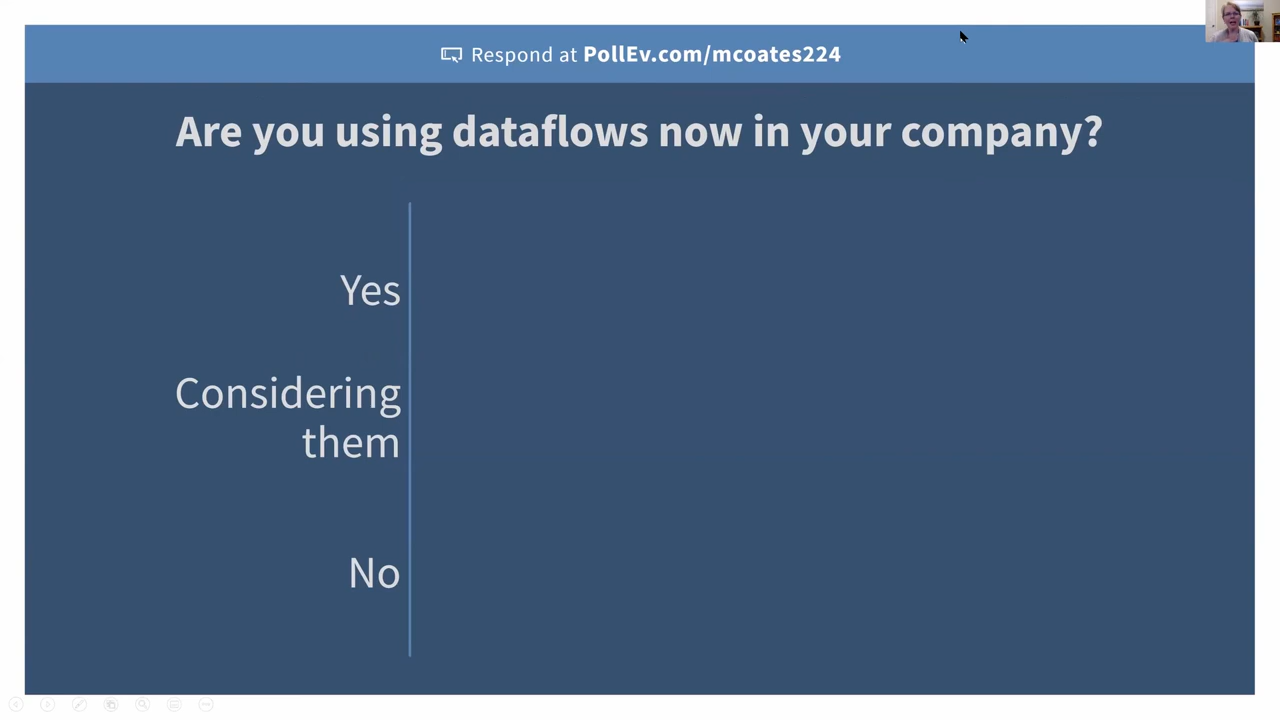 Respond at PollEv.com/mcoates224
Are you using dataflows now in your company?
Yes
Considering
them
No